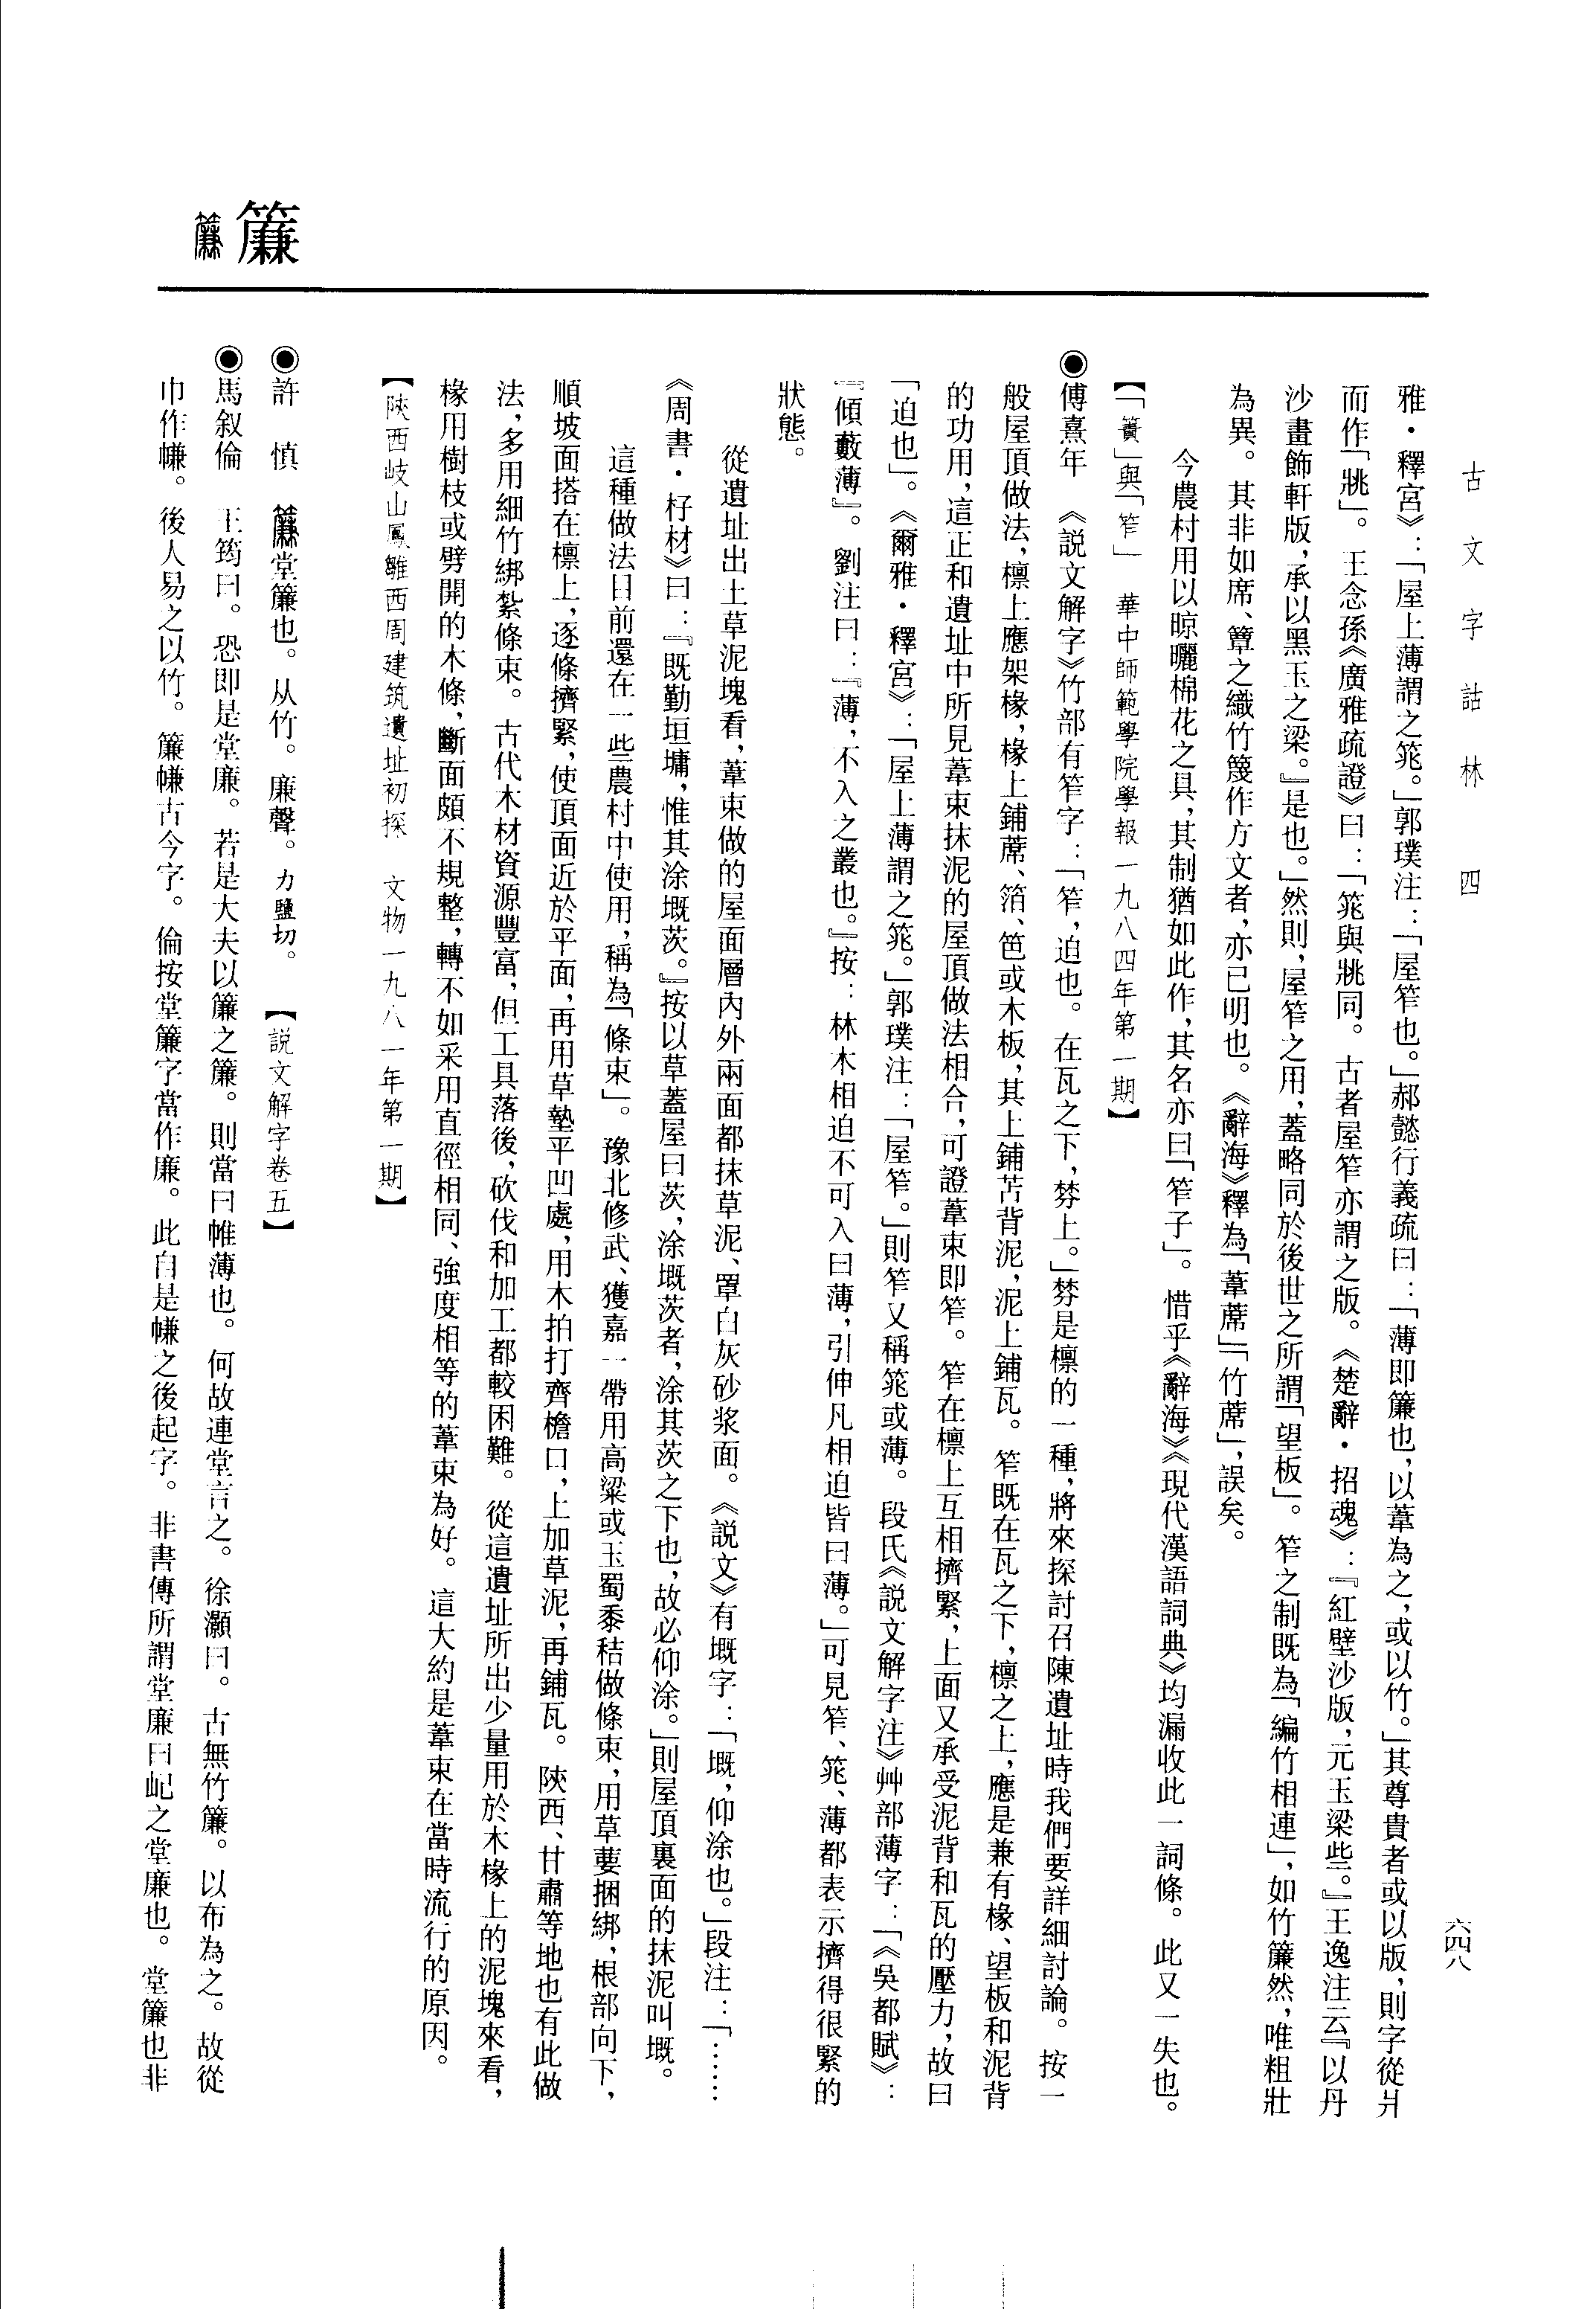 古文字詁林 四
六四八
雅·釋宮》：「屋上薄謂之筄。」郭璞注：「屋笮也。」郝懿行義疏曰：「薄即簾也，以葦為之，或以竹。」其尊貴者或以版，則字從爿
而作「㸠」。王念孫《廣雅疏證》曰：「筄與㸠同。古者屋笮亦謂之版。《楚辭·招魂》：『紅壁沙版，元玉梁些。』王逸注云『以丹
沙畫飾軒版，承以黑玉之梁。』是也。」然則，屋笮之用，蓋略同於後世之所謂「望板」。笮之制既為「編竹相連」，如竹簾然，唯粗壯
為異。其非如席、簟之織竹篾作方文者，亦已明也。《辭海》釋為「葦蓆」「竹蓆」，誤矣。
今農村用以晾曬棉花之具，其制猶如此作，其名亦曰「笮子」。惜乎《辭海》《現代漢語詞典》均漏收此一詞條。此又一失也。
【「簀」與「笮」　華中師範學院學報一九八四年第一期】
◉傅熹年　《說文解字》竹部有笮字：「笮，迫也。在瓦之下，棼上。」棼是檁的一種，將來探討召陳遺址時我們要詳細討論。按一
般屋頂做法，檁上應架椽，椽上鋪蓆、箔、笆或木板，其上鋪苫背泥，泥上鋪瓦。笮既在瓦之下，檁之上，應是兼有椽、望板和泥背
的功用，這正和遺址中所見葦束抹泥的屋頂做法相合，可證葦束即笮。笮在檁上互相擠緊，上面又承受泥背和瓦的壓力，故曰
「迫也」。《爾雅·釋宮》：「屋上薄謂之筄。」郭璞注：「屋笮。」則笮又稱筄或薄。段氏《說文解字注》艸部薄字：「《吳都賦》：
『傾藪薄』。劉注曰：『薄，不入之叢也。』按：林木相迫不可入曰薄，引伸凡相迫皆曰薄。」可見笮、筄、薄都表示擠得很緊的
狀態。
從遺址出土草泥塊看，葦束做的屋面層內外兩面都抹草泥、罩白灰砂漿面。《說文》有墍字：「墍，仰涂也。」段注：「……
《周書·杍材》曰：『既勤垣墉，惟其涂墍茨。』按以草蓋屋曰茨，涂墍茨者，涂其茨之下也，故必仰涂。」則屋頂裏面的抹泥叫墍。
這種做法目前還在一些農村中使用，稱為「條束」。豫北修武、獲嘉一帶用高粱或玉蜀黍秸做條束，用草葽捆綁，根部向下，
順坡面搭在檁上，逐條擠緊，使頂面近於平面，再用草墊平凹處，用木拍打齊檐口，上加草泥，再鋪瓦。陝西、甘肅等地也有此做
法，多用細竹綁紮條束。古代木材資源豐富，但工具落後，砍伐和加工都較困難。從這遺址所出少量用於木椽上的泥塊來看，
椽用樹枝或劈開的木條，斷面頗不規整，轉不如采用直徑相同、強度相等的葦束為好。這大約是葦束在當時流行的原因。
【陝西岐山鳳雛西周建筑遺址初探　文物一九八一年第一期】
簾
◉許　慎　堂簾也。从竹。廉聲。力鹽切。【說文解字卷五】
◉馬叙倫　王筠曰。恐即是堂廉。若是大夫以簾之簾。則當曰帷薄也。何故連堂言之。徐灝曰。古無竹簾。以布為之。故從
巾作㡘。後人易之以竹。簾㡘古今字。倫按堂簾字當作廉。此自是㡘之後起字。非書傳所謂堂廉曰戺之堂廉也。堂簾也非